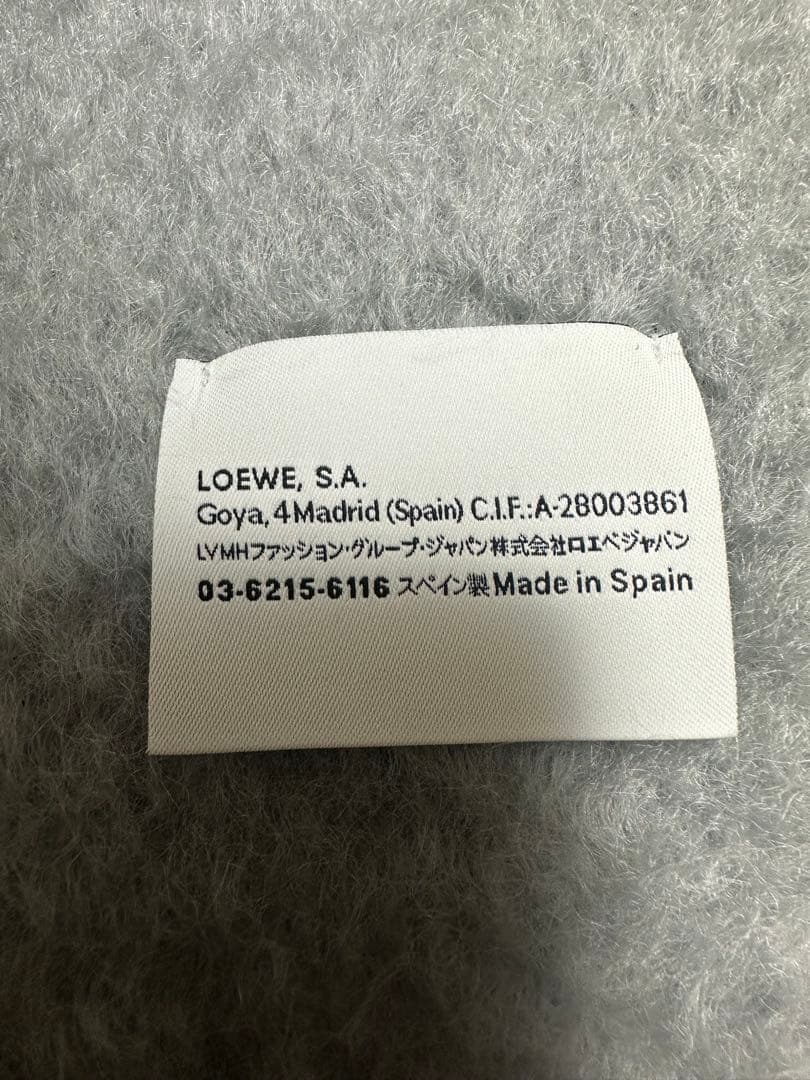 LOEWE, S.A.
Goya, 4 Madrid (Spain) C.I.F.:A-28003861
LVMHファッション・グループ・ジャパン株式会社ロエベジャパン
03-6215-6116 スペイン製 Made in Spain